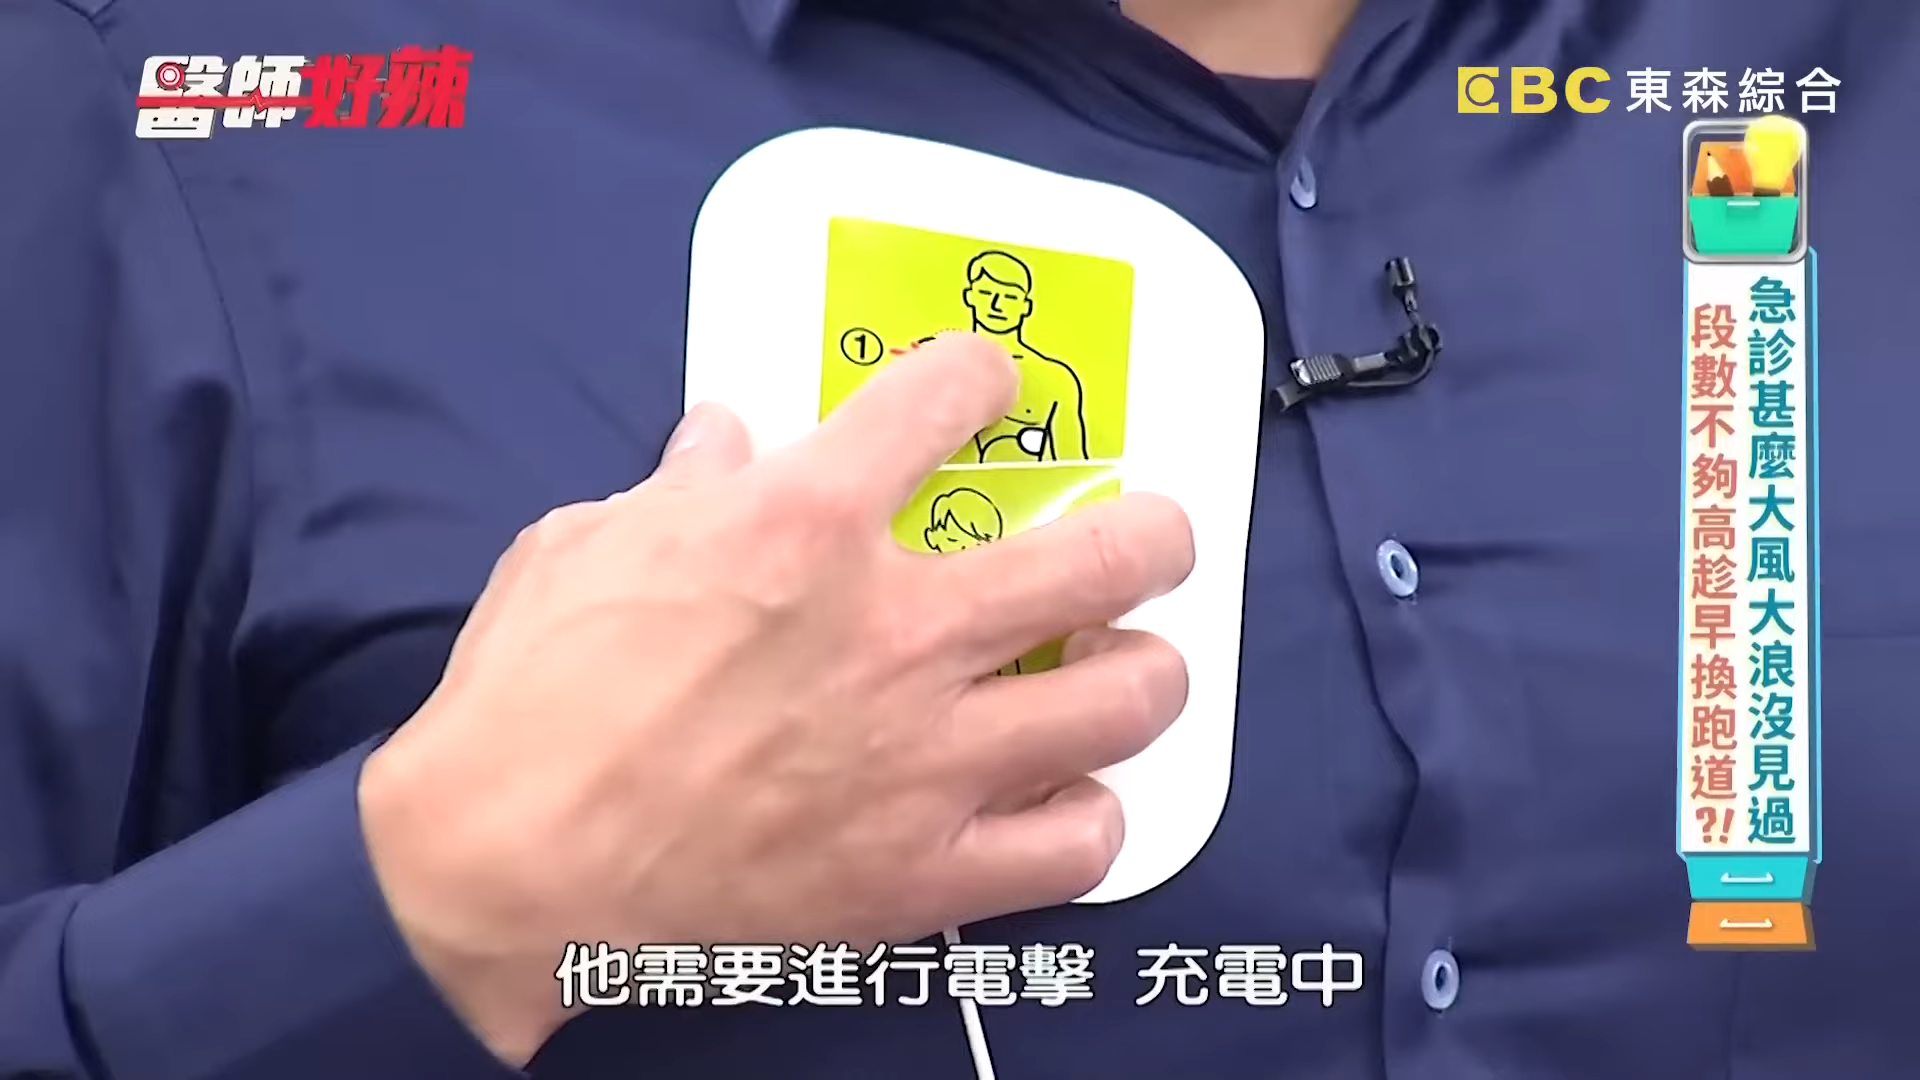 醫師好辣
EBC 東森綜合
急診甚麼大風大浪沒見過
段數不夠高趁早換跑道?!
1
他需要進行電擊 充電中